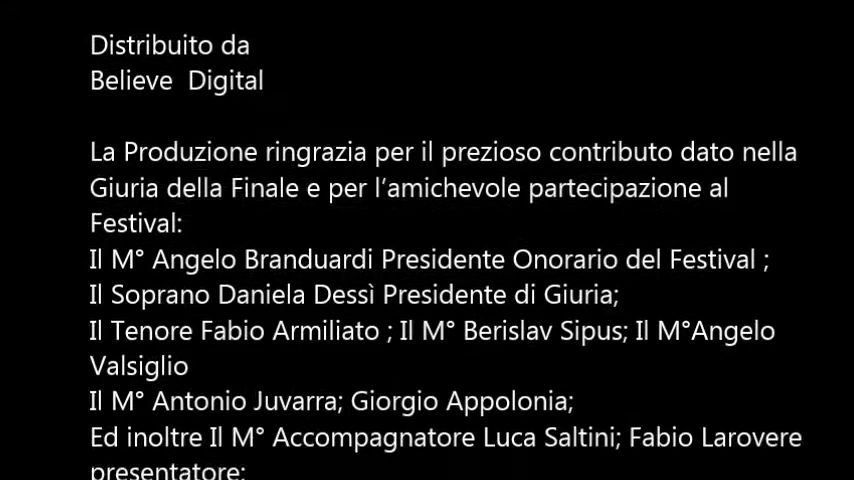 Distribuito da
Believe  Digital
La Produzione ringrazia per il prezioso contributo dato nella
Giuria della Finale e per l’amichevole partecipazione al
Festival:
Il M° Angelo Branduardi Presidente Onorario del Festival ;
Il Soprano Daniela Dessì Presidente di Giuria;
Il Tenore Fabio Armiliato ; Il M° Berislav Sipus; Il M°Angelo
Valsiglio
Il M° Antonio Juvarra; Giorgio Appolonia;
Ed inoltre Il M° Accompagnatore Luca Saltini; Fabio Larovere
presentatore: